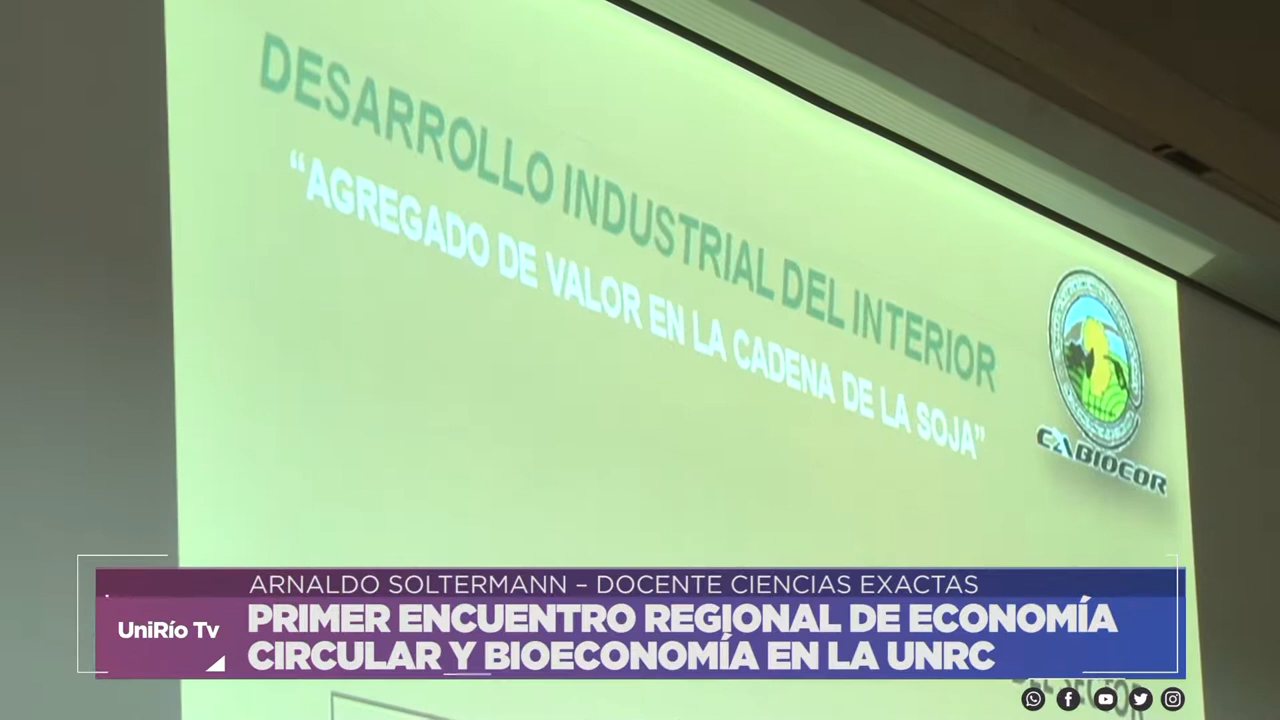 DESARROLLO INDUSTRIAL DEL INTERIOR
“AGREGADO DE VALOR EN LA CADENA DE LA SOJA”
CABIOCOR
ARNALDO SOLTERMANN – DOCENTE CIENCIAS EXACTAS
UniRío Tv
PRIMER ENCUENTRO REGIONAL DE ECONOMÍA
CIRCULAR Y BIOECONOMÍA EN LA UNRC